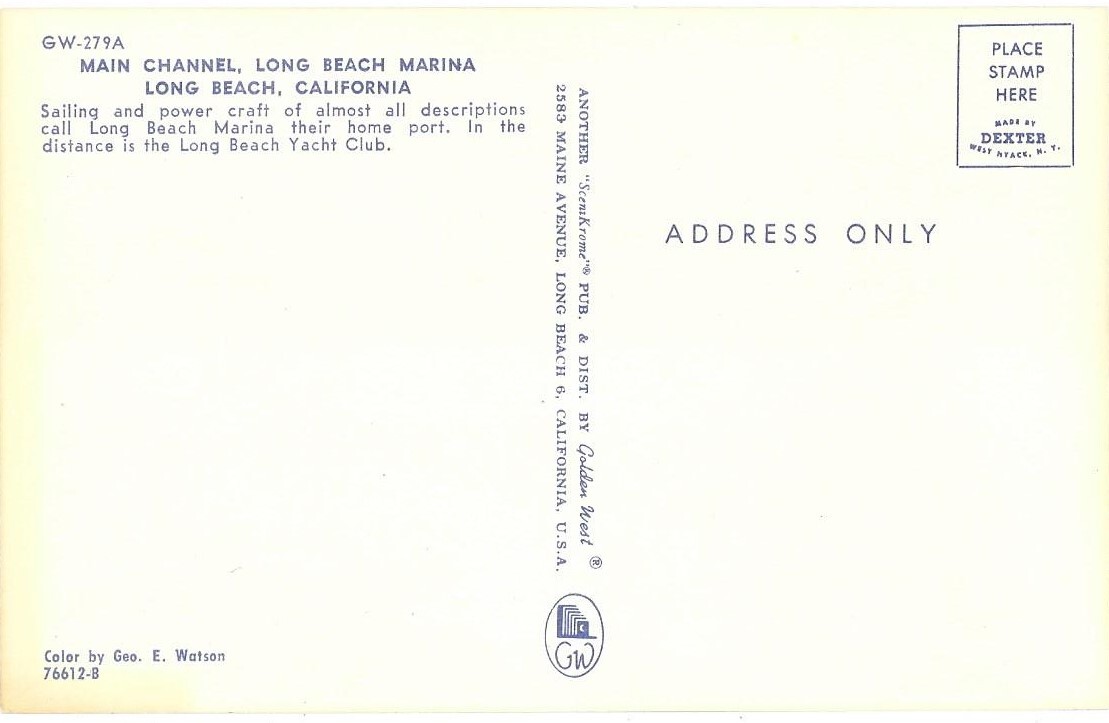 GW-279A
MAIN CHANNEL, LONG BEACH MARINA
LONG BEACH, CALIFORNIA
Sailing and power craft of almost all descriptions
call Long Beach Marina their home port. In the
distance is the Long Beach Yacht Club.
Color by Geo. E. Watson
76612-B
ANOTHER "SceniKrome"® PUB. & DIST. BY Golden West ®
2583 MAINE AVENUE, LONG BEACH 6, CALIFORNIA, U.S.A.
GW
PLACE
STAMP
HERE
MADE BY
DEXTER
WEST NYACK, N. Y.
ADDRESS ONLY